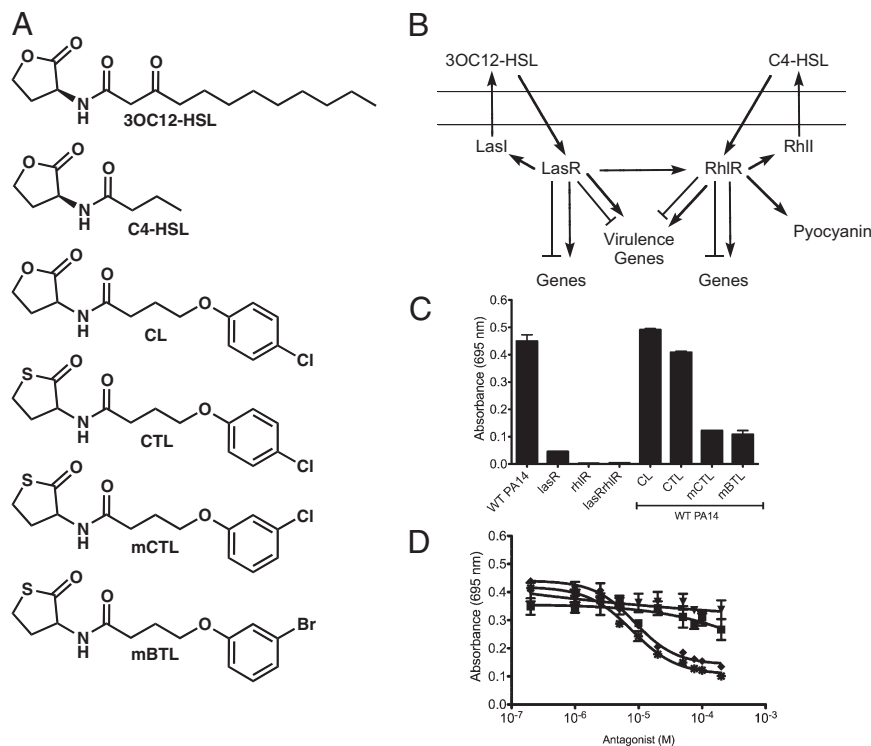 A
O
O
O
O
N
H
3OC12-HSL
O
O
O
N
H
C4-HSL
O
O
O
N
H
O
CL
Cl
S
O
O
N
H
O
CTL
Cl
S
O
O
N
H
O
Cl
mCTL
S
O
O
N
H
O
Br
mBTL
B
3OC12-HSL
C4-HSL
LasI
RhlI
LasR
RhlR
Virulence
Genes
Pyocyanin
Genes
Genes
C
Absorbance (695 nm)
0.6
0.5
0.4
0.3
0.2
0.1
0.0
WT PA14
lasR
rhlR
lasRrhlR
CL
CTL
mCTL
mBTL
WT PA14
D
Absorbance (695 nm)
0.6
0.5
0.4
0.3
0.2
0.1
0.0
10⁻⁷
10⁻⁶
10⁻⁵
10⁻⁴
10⁻³
Antagonist (M)